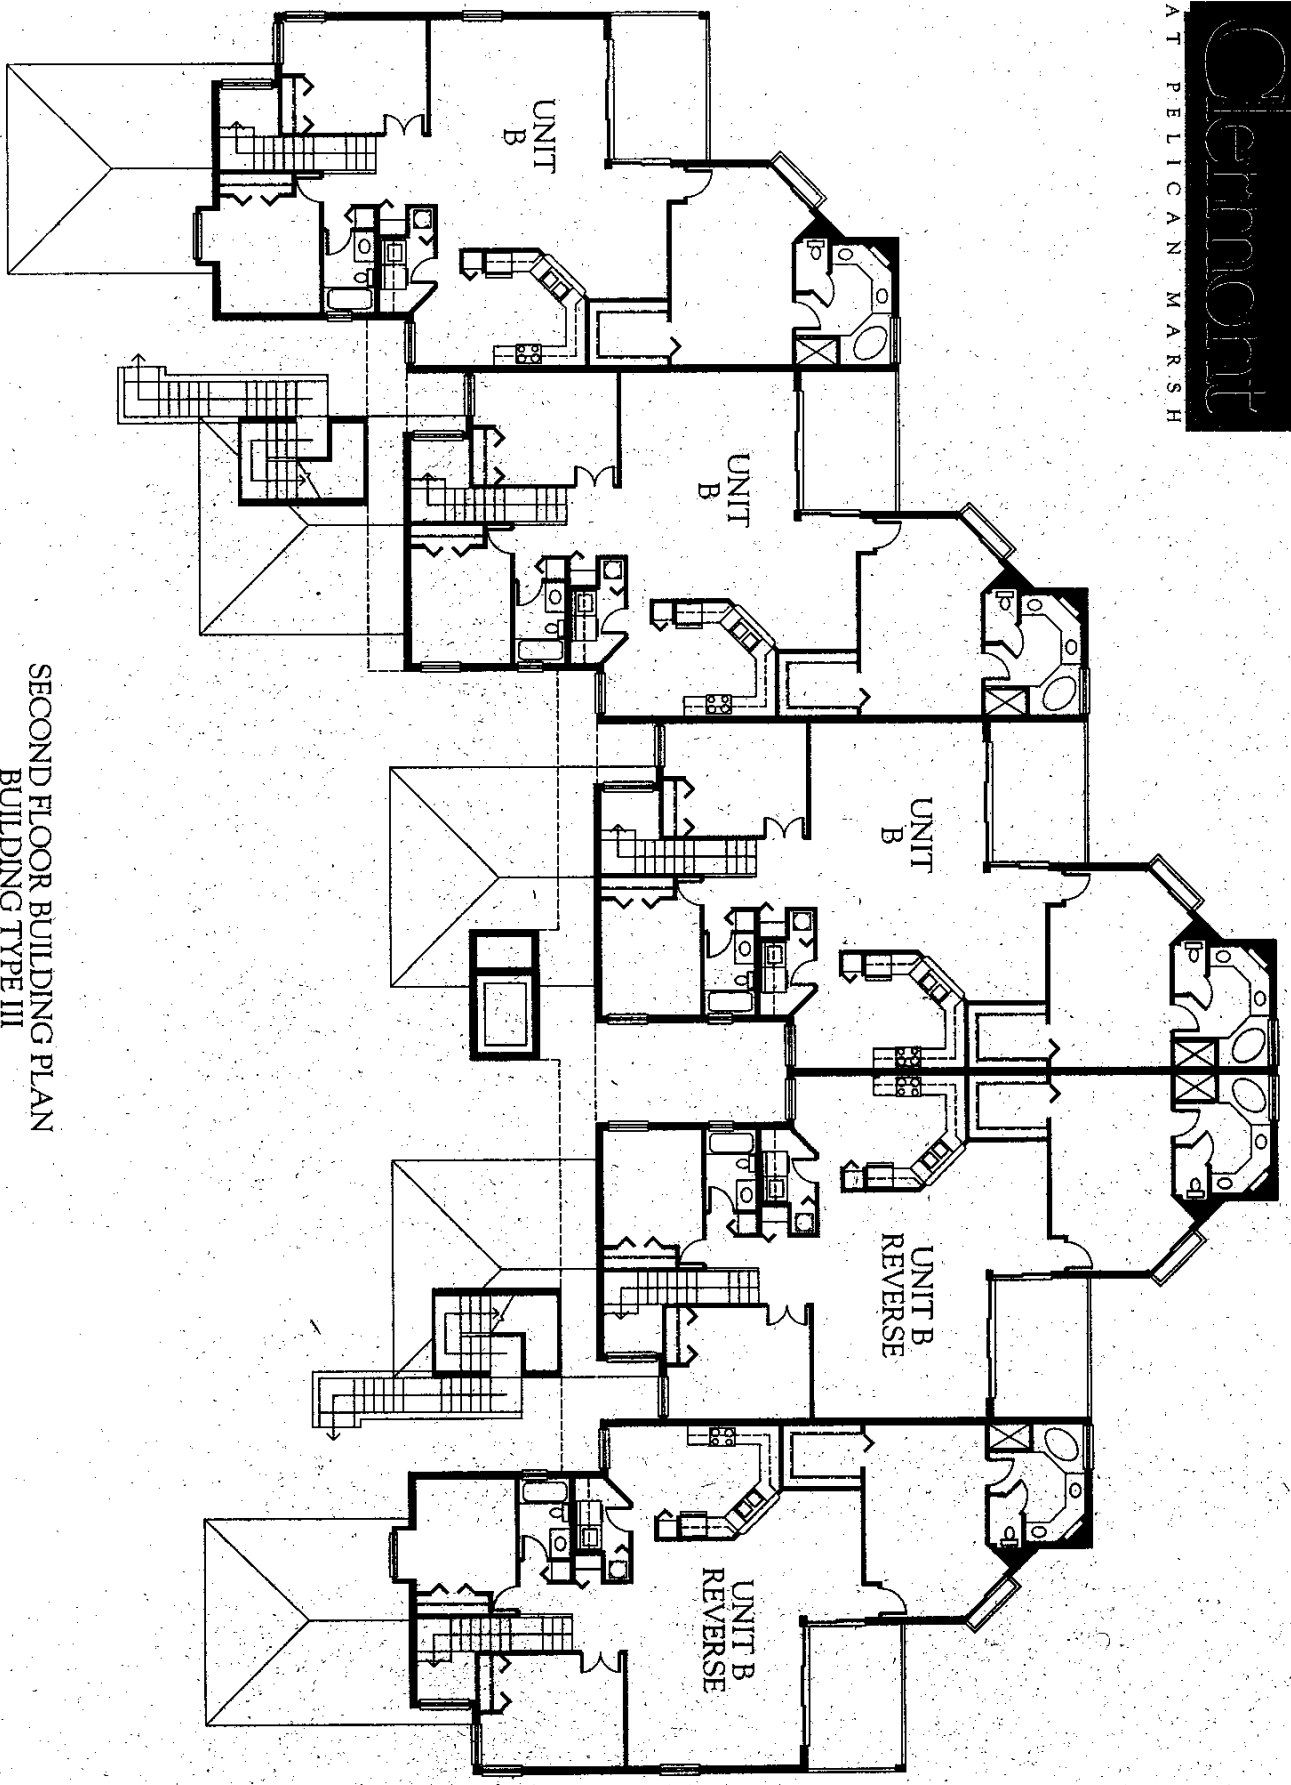 Clermont
AT PELICAN MARSH
UNIT
B
UNIT
B
UNIT
B
UNIT B
REVERSE
UNIT B
REVERSE
SECOND FLOOR BUILDING PLAN
BUILDING TYPE III